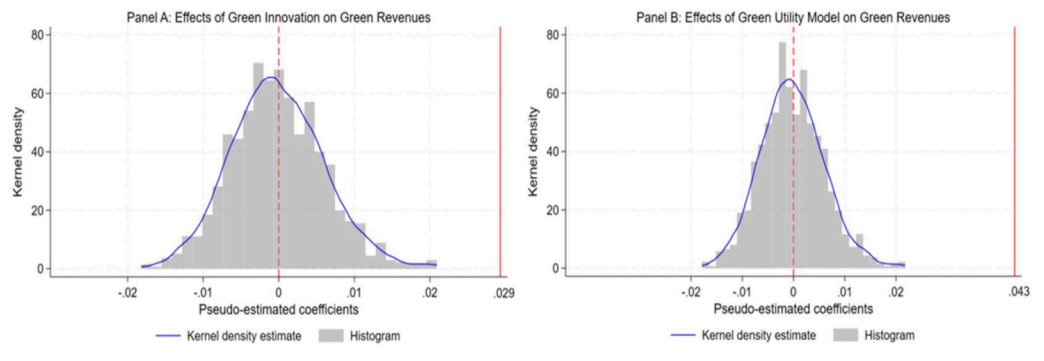 Panel A: Effects of Green Innovation on Green Revenues
80
60
40
20
0
Kernel density
-.02 -.01 0 .01 .02 .029
Pseudo-estimated coefficients
Kernel density estimate Histogram
Panel B: Effects of Green Utility Model on Green Revenues
80
60
40
20
0
Kernel density
-.02 -.01 0 .01 .02 .043
Pseudo-estimated coefficients
Kernel density estimate Histogram